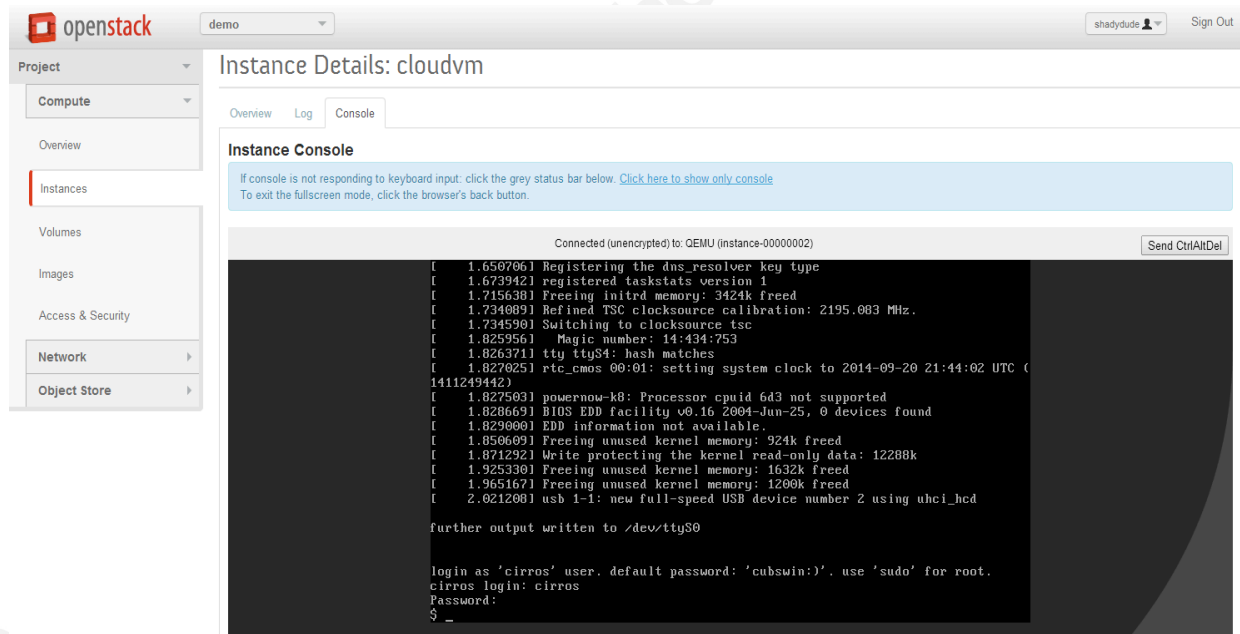 openstack
demo
shadydude
Sign Out
Project
Compute
Overview
Instances
Volumes
Images
Access & Security
Network
Object Store
Instance Details: cloudvm
Overview Log Console
Instance Console
If console is not responding to keyboard input: click the grey status bar below. Click here to show only console
To exit the fullscreen mode, click the browser's back button.
Connected (unencrypted) to: QEMU (instance-00000002)
Send CtrlAltDel
[    1.650706] Registering the dns_resolver key type
[    1.673942] registered taskstats version 1
[    1.715638] Freeing initrd memory: 3424k freed
[    1.734089] Refined TSC clocksource calibration: 2195.083 MHz.
[    1.734590] Switching to clocksource tsc
[    1.825956]   Magic number: 14:434:753
[    1.826371] tty ttyS4: hash matches
[    1.827025] rtc_cmos 00:01: setting system clock to 2014-09-20 21:44:02 UTC (
1411249442)
[    1.827503] powernow-k8: Processor cpuid 6d3 not supported
[    1.828669] BIOS EDD facility v0.16 2004-Jun-25, 0 devices found
[    1.829000] EDD information not available.
[    1.850609] Freeing unused kernel memory: 924k freed
[    1.871292] Write protecting the kernel read-only data: 12288k
[    1.925330] Freeing unused kernel memory: 1632k freed
[    1.965167] Freeing unused kernel memory: 1200k freed
[    2.021208] usb 1-1: new full-speed USB device number 2 using uhci_hcd
further output written to /dev/ttyS0
login as 'cirros' user. default password: 'cubswin:)'. use 'sudo' for root.
cirros login: cirros
Password:
$ _